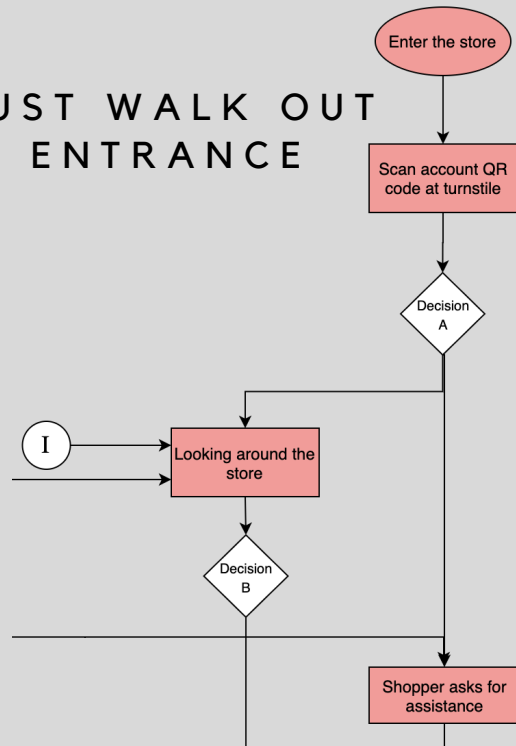 Enter the store
UST WALK OUT
ENTRANCE
Scan account QR
code at turnstile
Decision
A
I
Looking around the
store
Decision
B
Shopper asks for
assistance